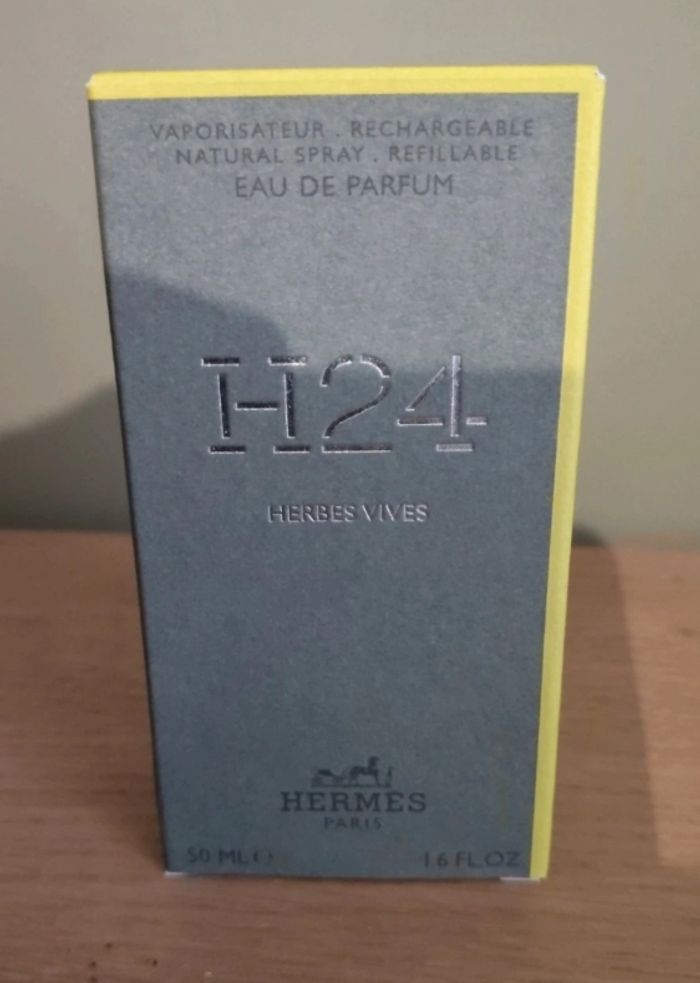 VAPORISATEUR . RECHARGEABLE
NATURAL SPRAY . REFILLABLE
EAU DE PARFUM
H24
HERBES VIVES
HERMÈS
PARIS
50 ML ℮ 1.6 FL.OZ